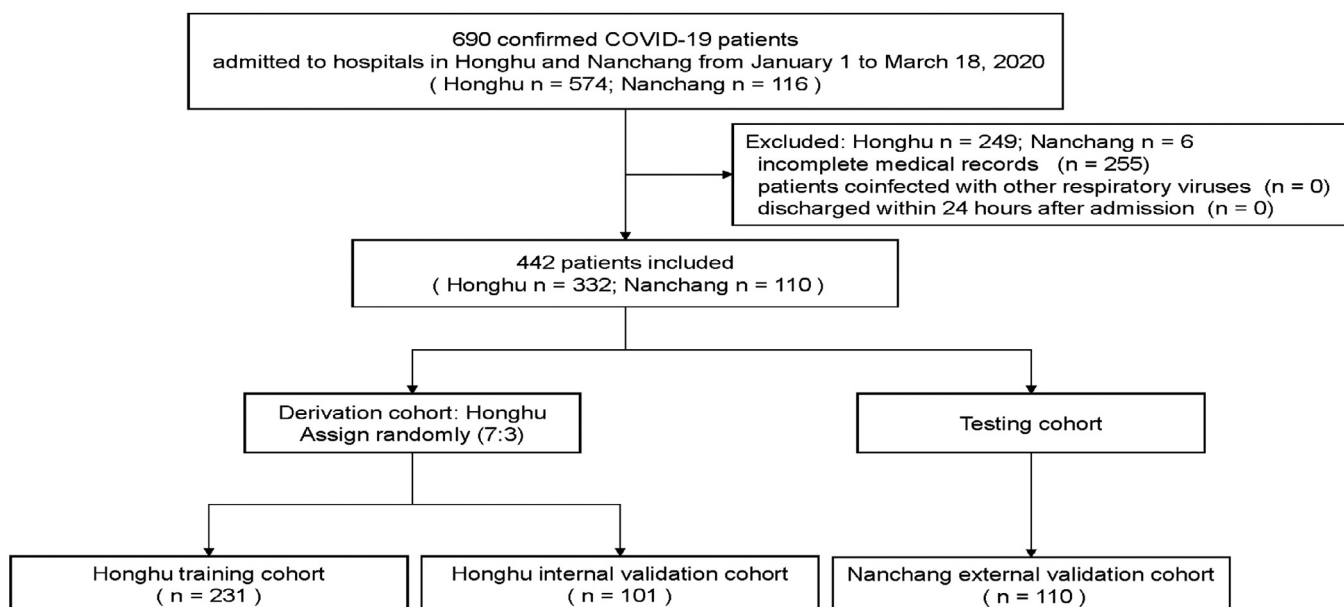 690 confirmed COVID-19 patients
admitted to hospitals in Honghu and Nanchang from January 1 to March 18, 2020
( Honghu n = 574; Nanchang n = 116 )
Excluded: Honghu n = 249; Nanchang n = 6
incomplete medical records (n = 255)
patients coinfected with other respiratory viruses (n = 0)
discharged within 24 hours after admission (n = 0)
442 patients included
( Honghu n = 332; Nanchang n = 110 )
Derivation cohort: Honghu
Assign randomly (7:3)
Testing cohort
Honghu training cohort
( n = 231 )
Honghu internal validation cohort
( n = 101 )
Nanchang external validation cohort
( n = 110 )